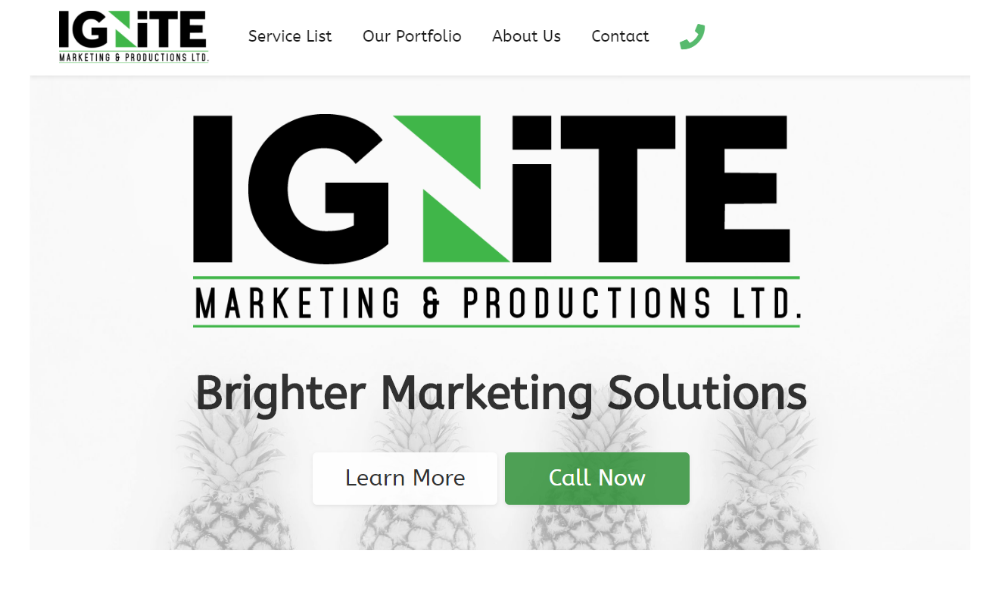 IGNiTE
MARKETING & PRODUCTIONS LTD.
Service List
Our Portfolio
About Us
Contact
IGNiTE
MARKETING & PRODUCTIONS LTD.
Brighter Marketing Solutions
Learn More
Call Now